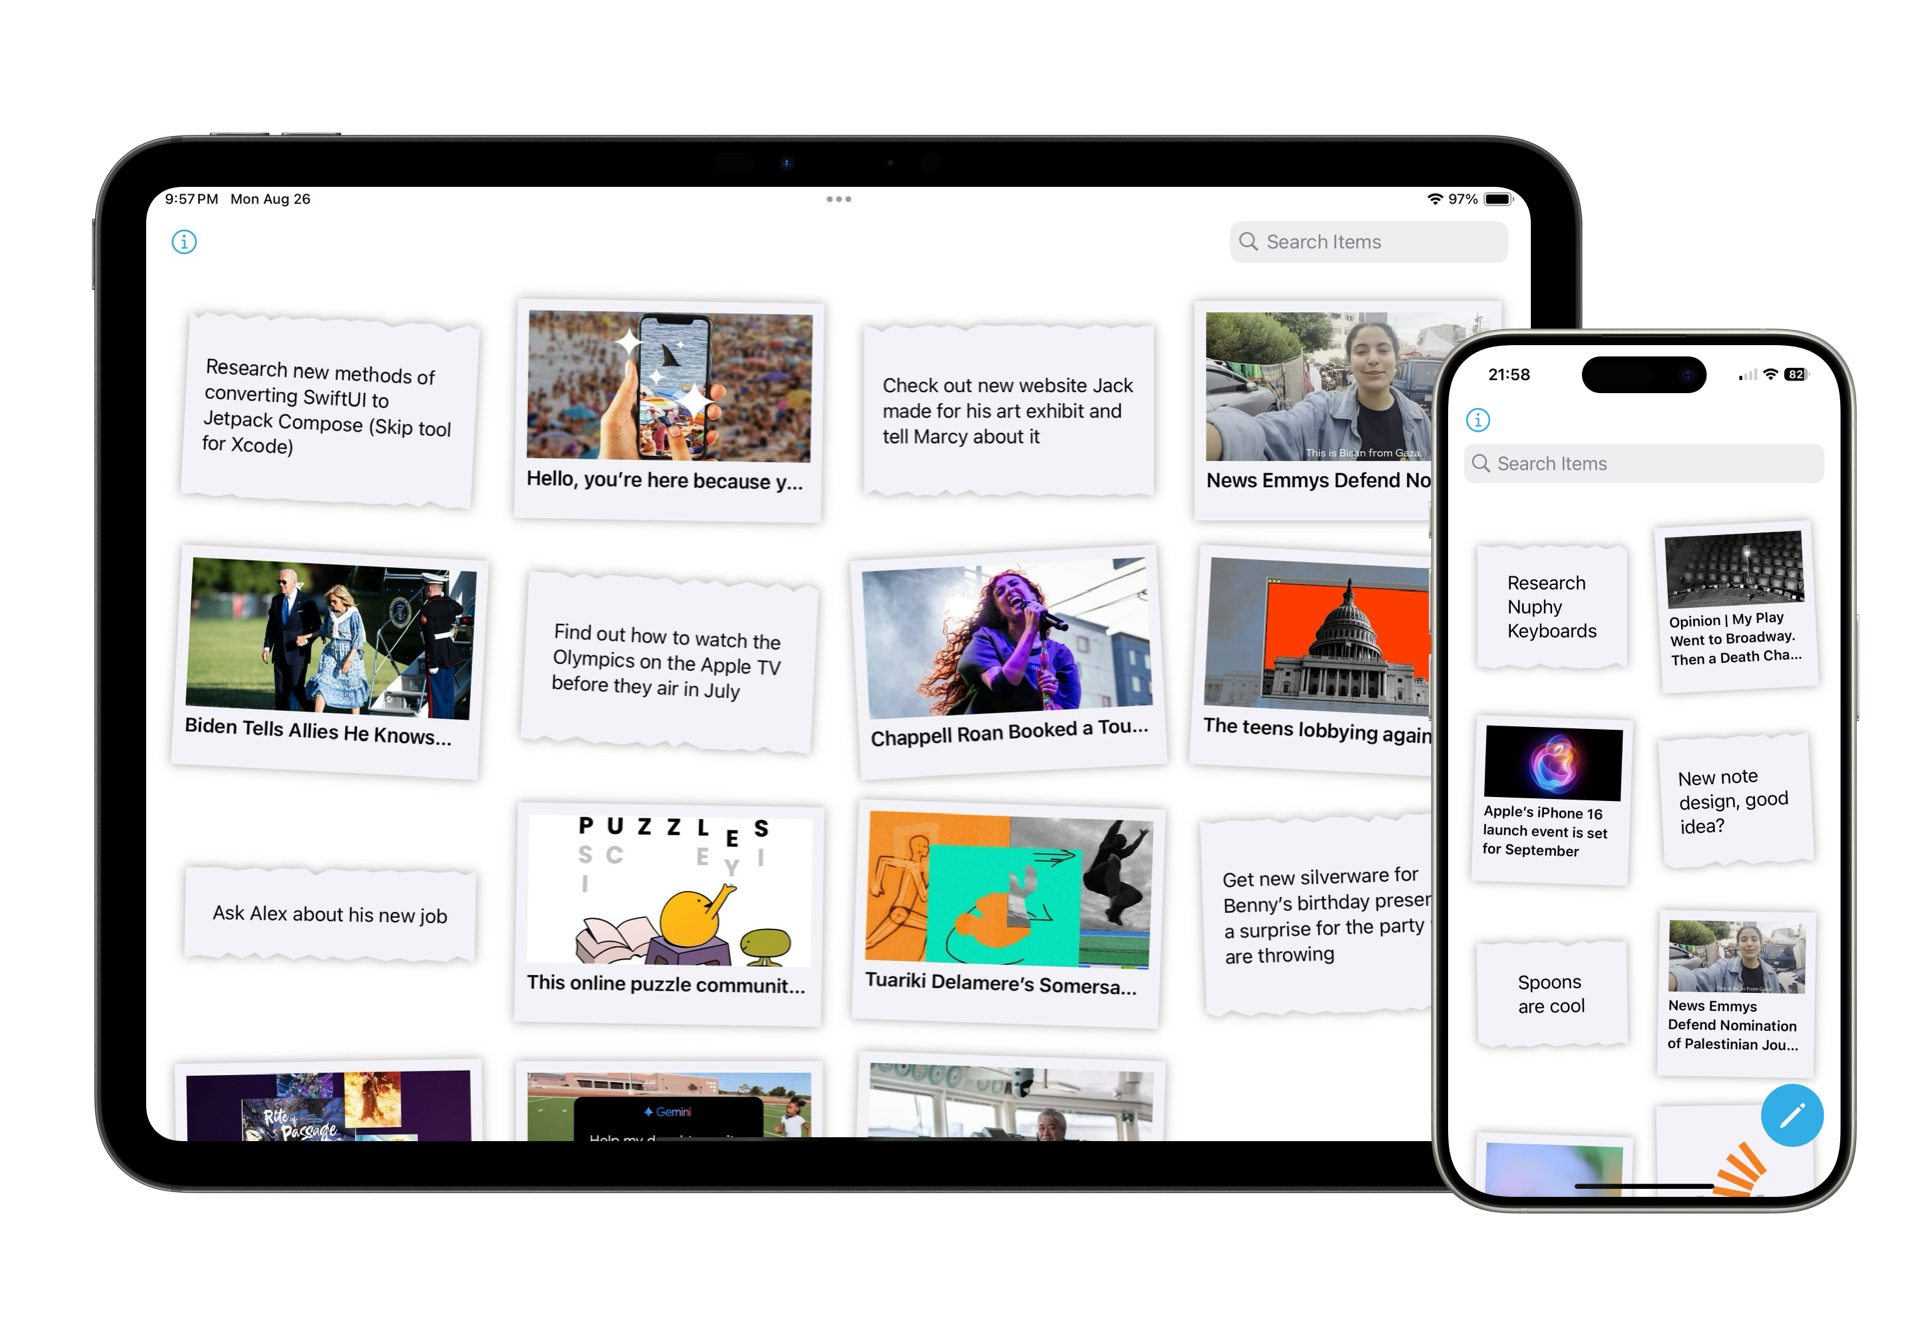 9:57 PM Mon Aug 26
97%
Search Items
Research new methods of
converting SwiftUI to
Jetpack Compose (Skip tool
for Xcode)
Hello, you’re here because y...
Check out new website Jack
made for his art exhibit and
tell Marcy about it
This is Bisan from Gaza.
News Emmys Defend No
Biden Tells Allies He Knows...
Find out how to watch the
Olympics on the Apple TV
before they air in July
Chappell Roan Booked a Tou...
The teens lobbying again
Ask Alex about his new job
PUZZLES
SC EYI
I
This online puzzle communit...
Tuariki Delamere’s Somersa...
Get new silverware for
Benny’s birthday presen
a surprise for the party
are throwing
Rite of
Passage
Gemini
Help my
21:58
82
Search Items
Research
Nuphy
Keyboards
Opinion | My Play
Went to Broadway.
Then a Death Cha...
Apple’s iPhone 16
launch event is set
for September
New note
design, good
idea?
Spoons
are cool
This is Bisan from Gaza.
News Emmys
Defend Nomination
of Palestinian Jou...